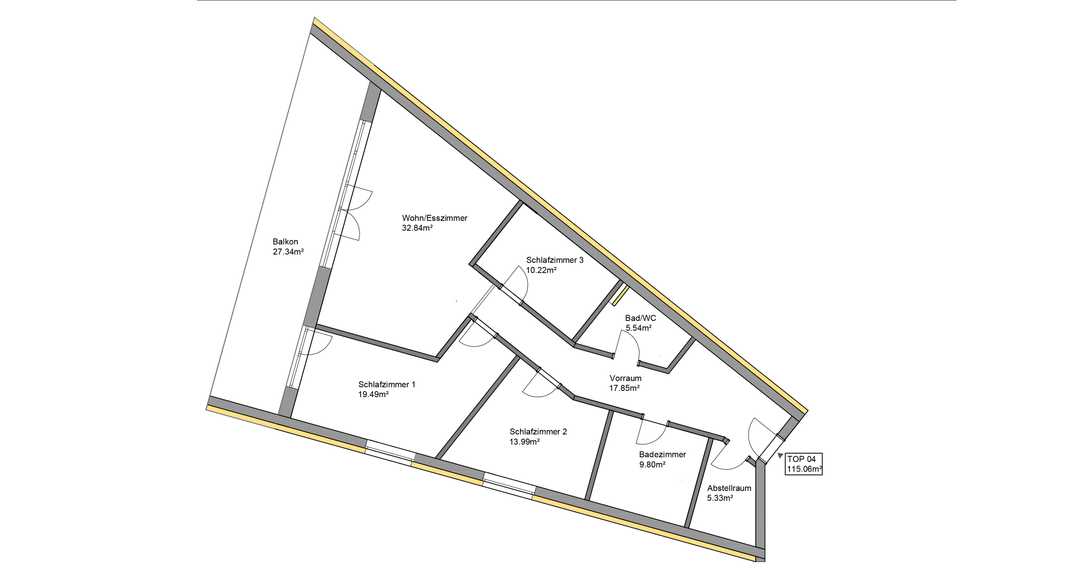 Wohn/Esszimmer
32.84m²
Balkon
27.34m²
Schlafzimmer 3
10.22m²
Bad/WC
5.54m²
Vorraum
17.85m²
Schlafzimmer 1
19.49m²
Schlafzimmer 2
13.99m²
Badezimmer
9.80m²
TOP 04
115.06m²
Abstellraum
5.33m²